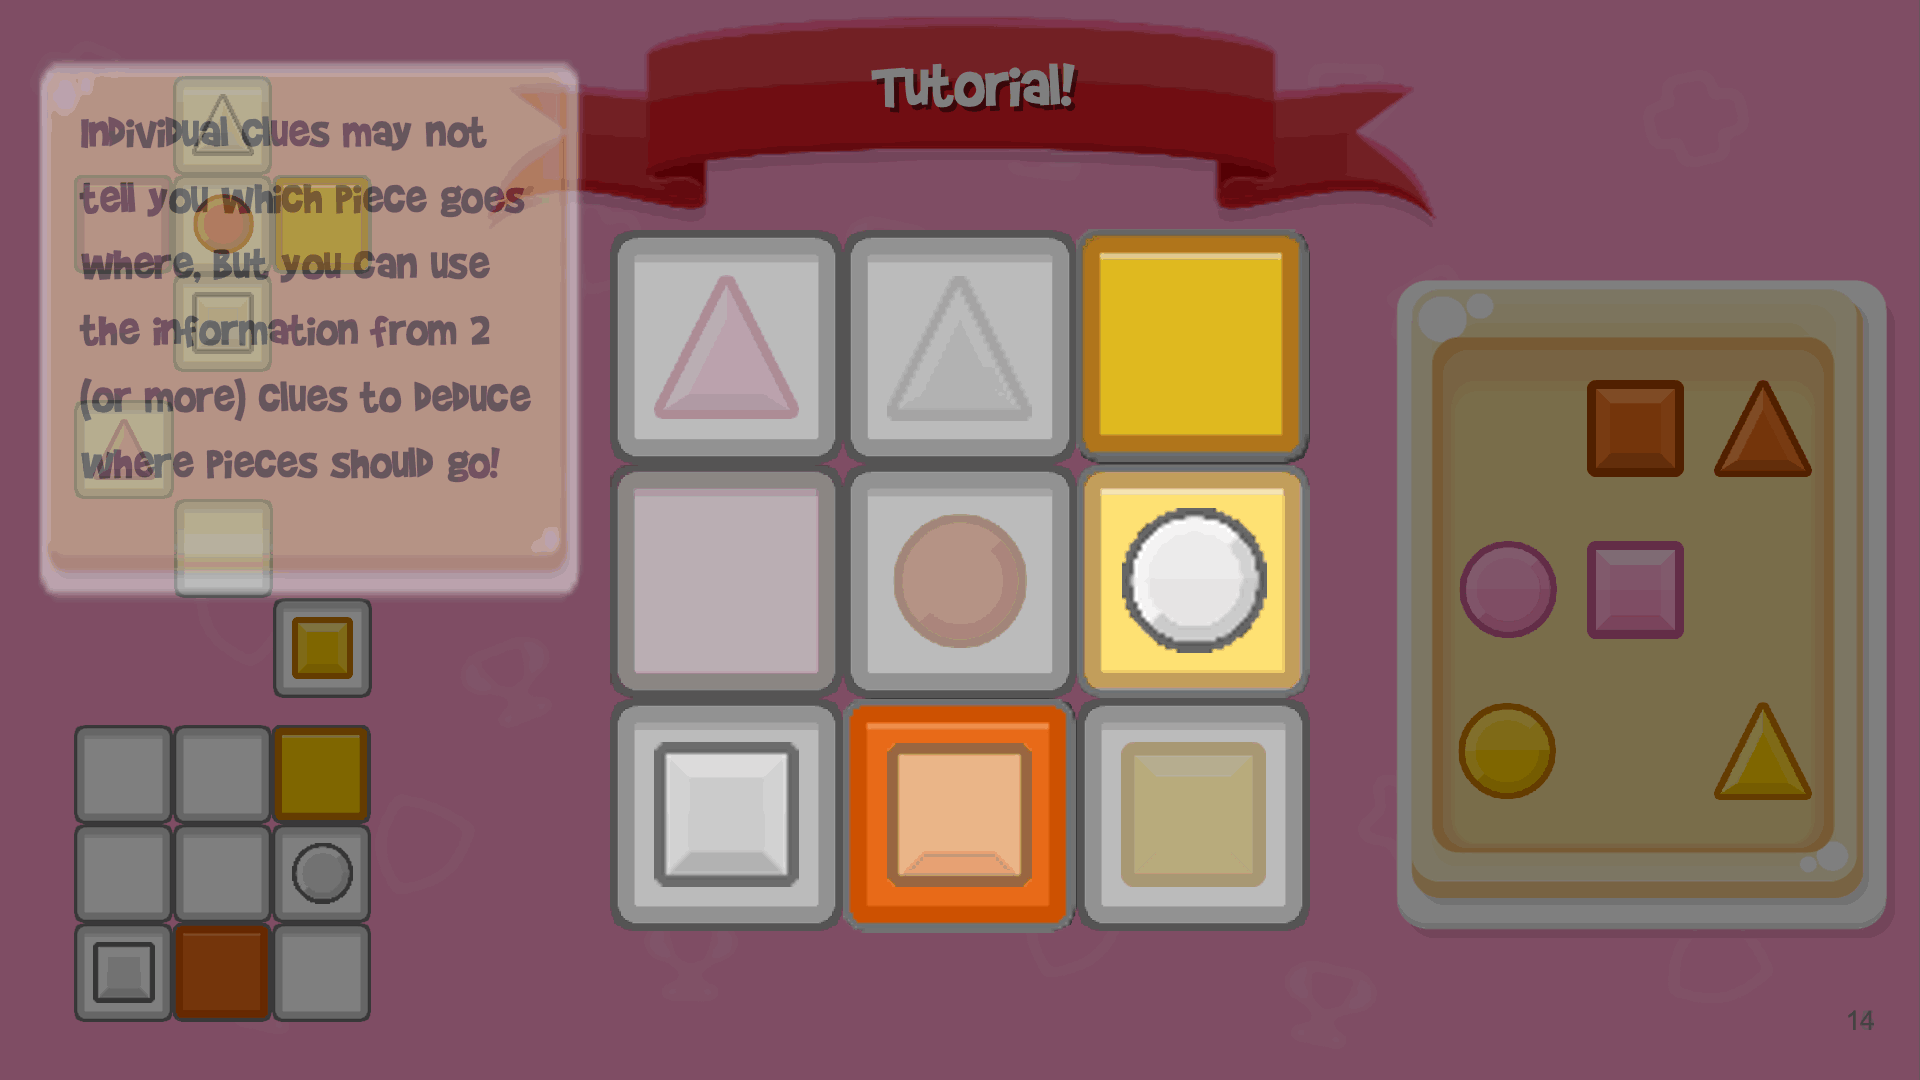 Tutorial!
Individual clues may not
tell you which piece goes
where, but you can use
the information from 2
(or more) clues to deduce
where pieces should go!
14